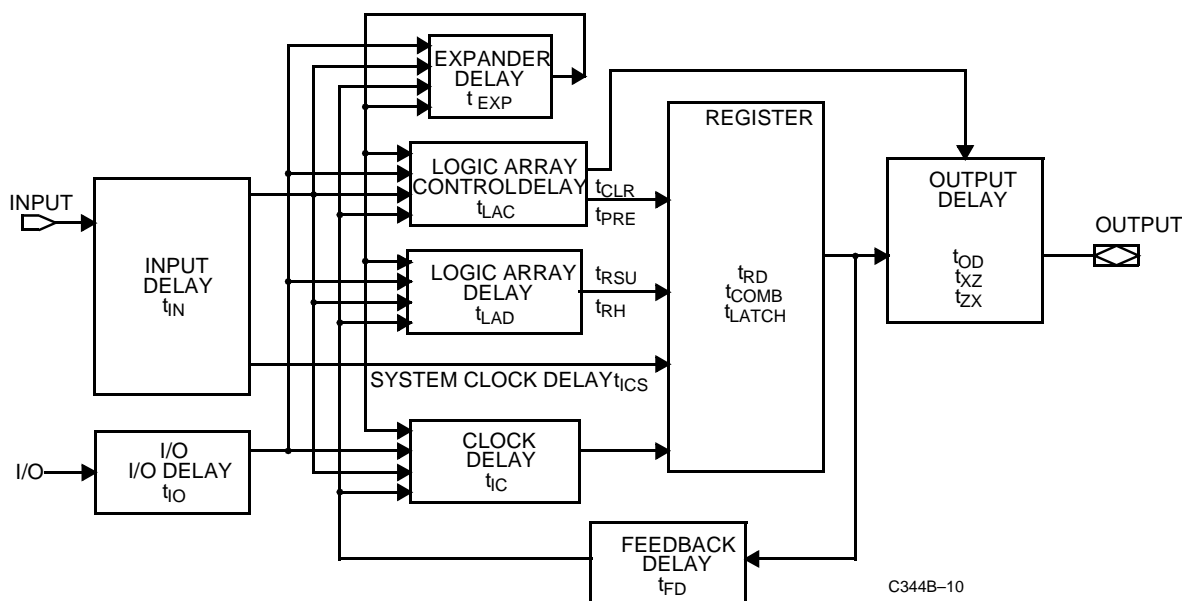 EXPANDER
DELAY
tEXP
REGISTER
LOGIC ARRAY
CONTROLDELAY
tLAC
tCLR
tPRE
OUTPUT
DELAY
tOD
tXZ
tZX
INPUT
OUTPUT
INPUT
DELAY
tIN
LOGIC ARRAY
DELAY
tLAD
tRSU
tRH
tRD
tCOMB
tLATCH
SYSTEM CLOCK DELAYtICS
I/O
I/O
I/O DELAY
tIO
CLOCK
DELAY
tIC
FEEDBACK
DELAY
tFD
C344B–10